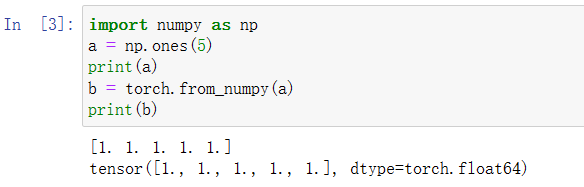 In [3]: import numpy as np
a = np.ones(5)
print(a)
b = torch.from_numpy(a)
print(b)
[1. 1. 1. 1. 1.]
tensor([1., 1., 1., 1., 1.], dtype=torch.float64)